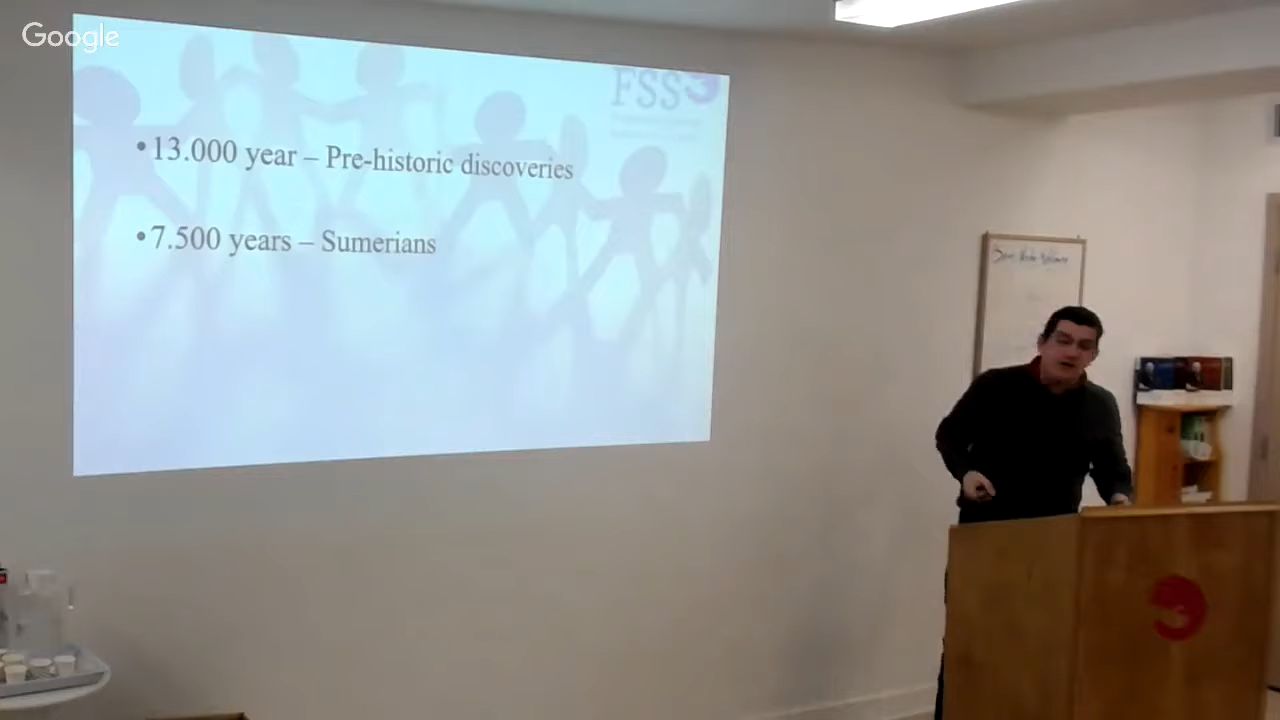 Google
FSS
•13.000 year – Pre-historic discoveries
•7.500 years – Sumerians